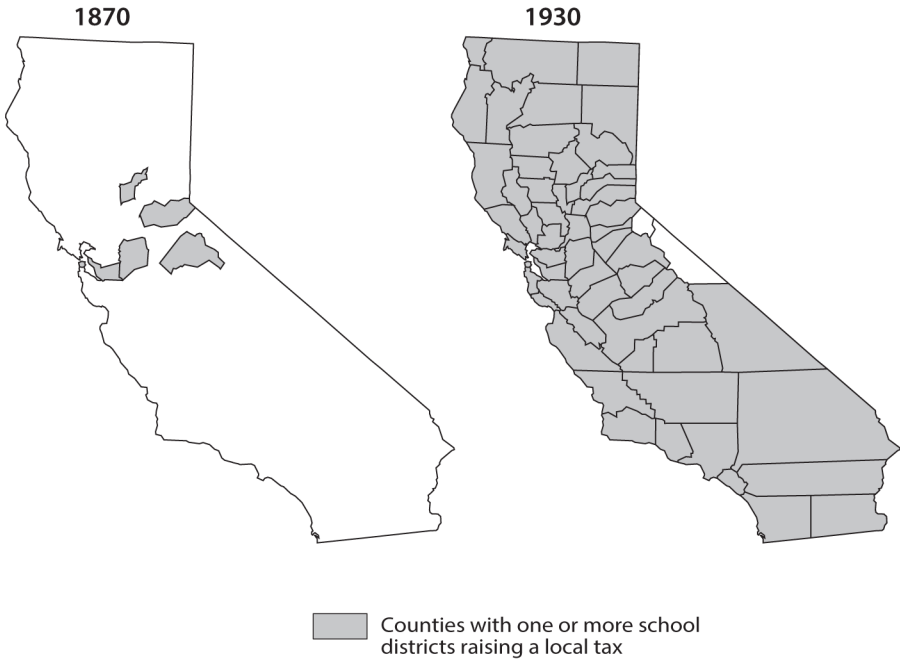 1870
1930
Counties with one or more school
districts raising a local tax